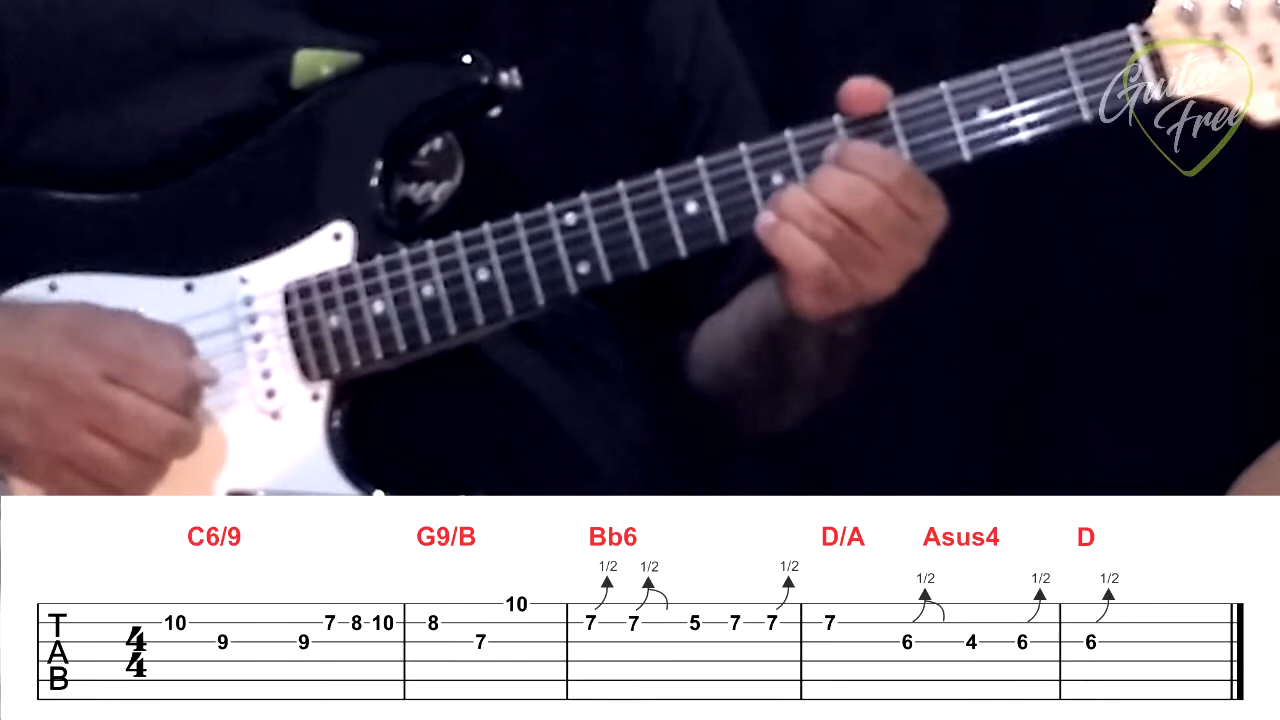 Guitar
Free
C6/9 G9/B Bb6 D/A Asus4 D
1/2 1/2 1/2 1/2 1/2 1/2
10
T 10 7 8 10 8 7 7 5 7 7 7
A 4 9 9 7 6 4 6 6
B 4